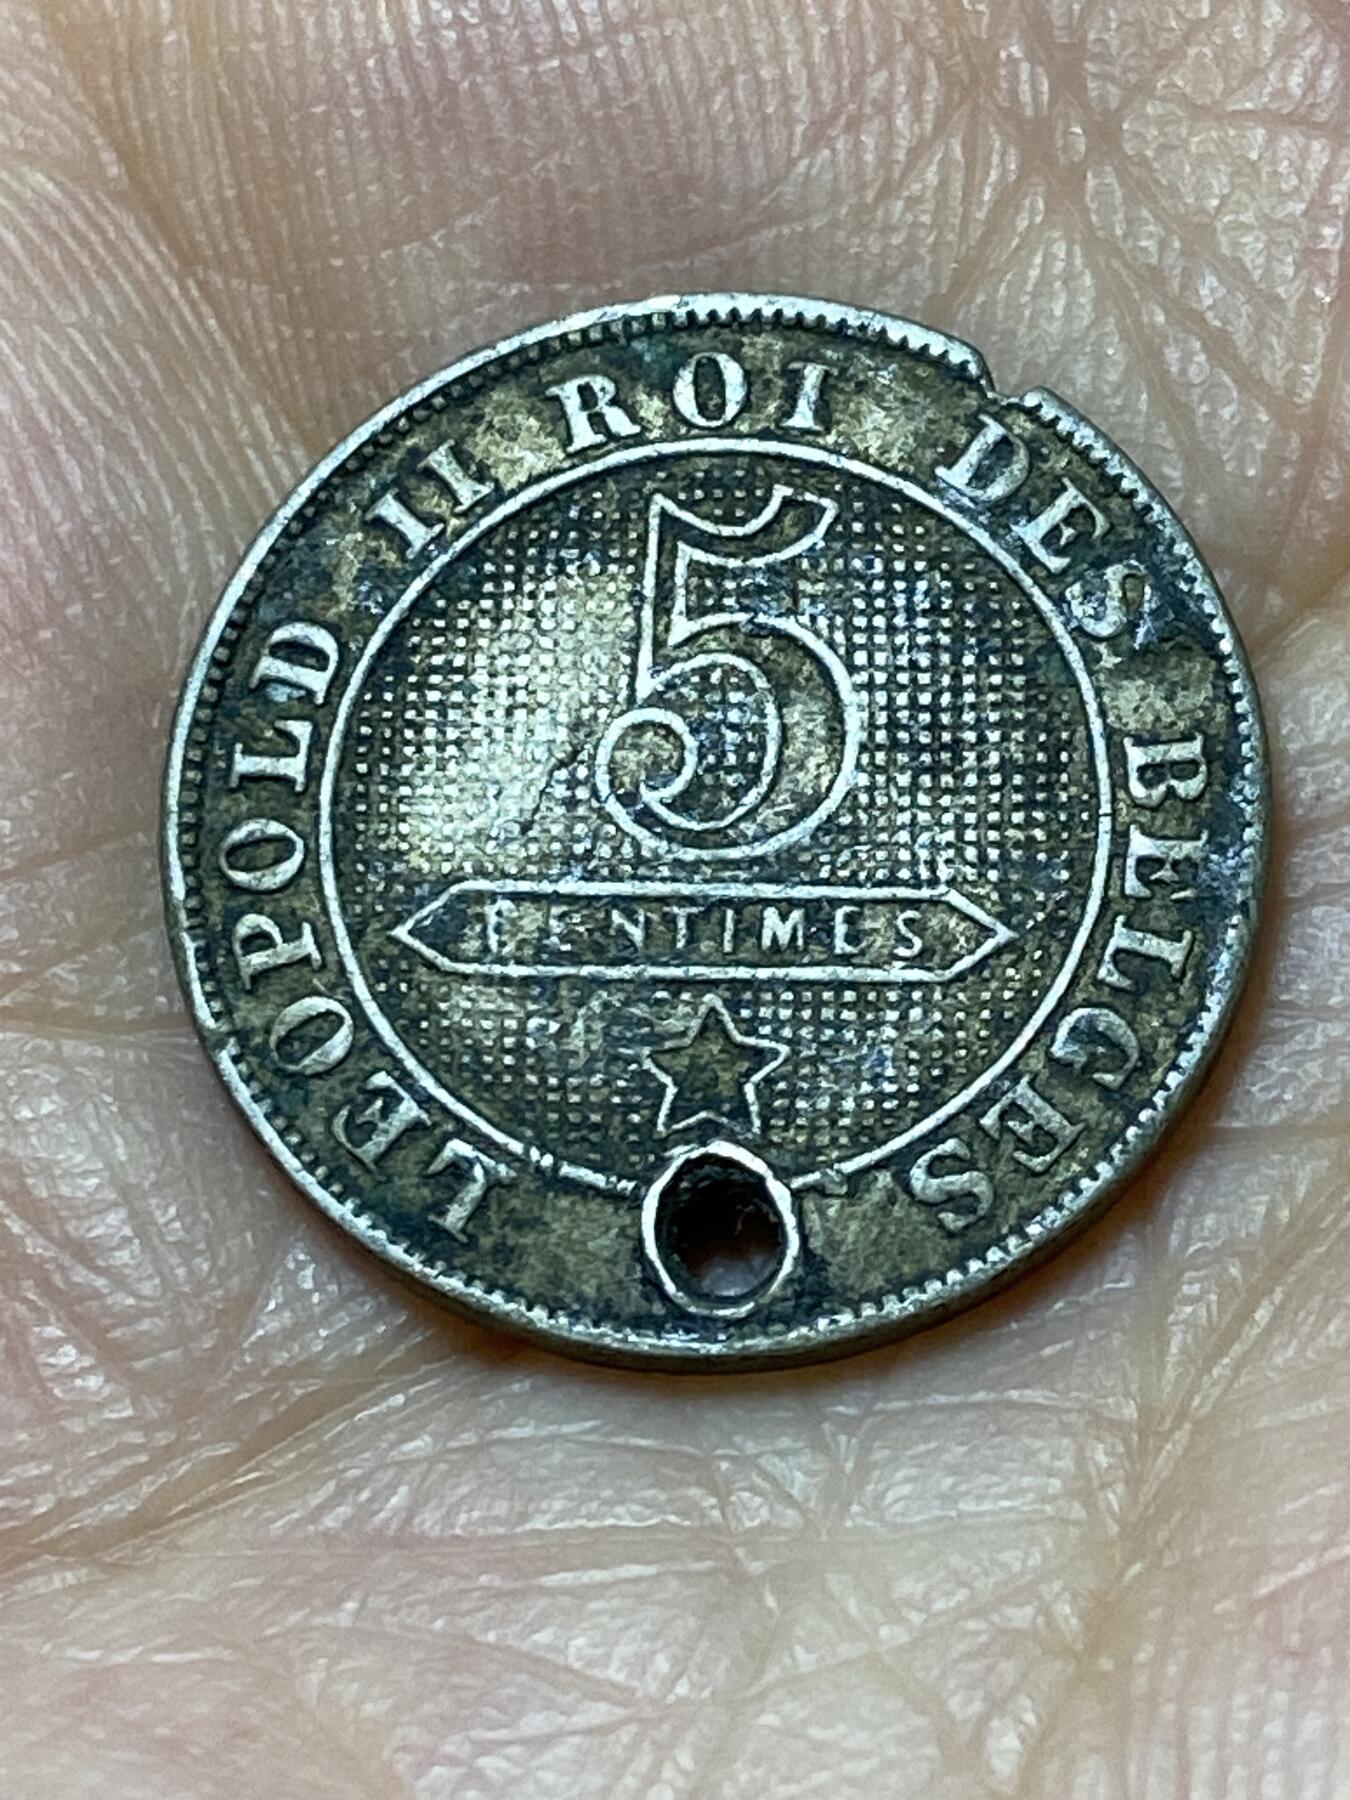 LEOPOLD II ROI DES BELGES
5
CENTIMES